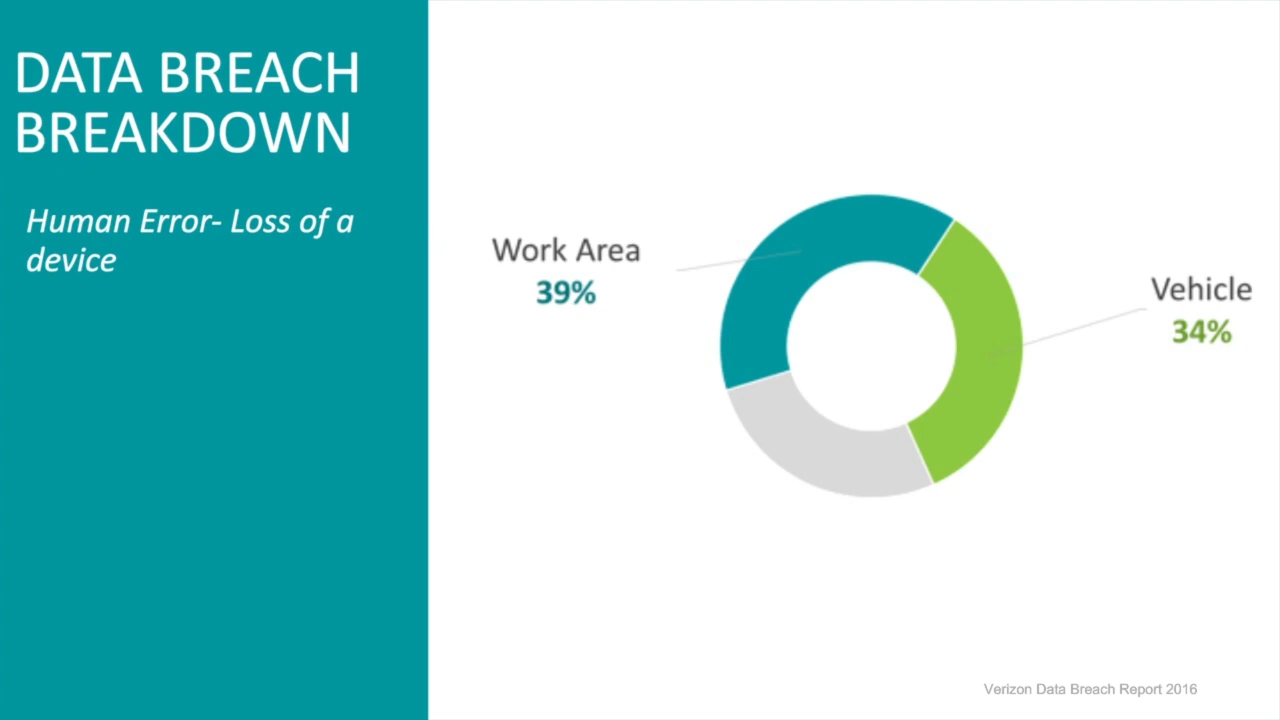 DATA BREACH
BREAKDOWN
Human Error- Loss of a
device
Work Area
39%
Vehicle
34%
Verizon Data Breach Report 2016